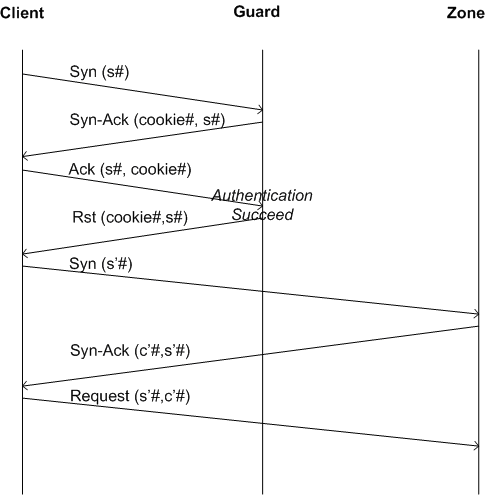 Client Guard Zone
Syn (s#)
Syn-Ack (cookie#, s#)
Ack (s#, cookie#)
Authentication
Succeed
Rst (cookie#,s#)
Syn (s’#)
Syn-Ack (c’#,s’#)
Request (s’#,c’#)